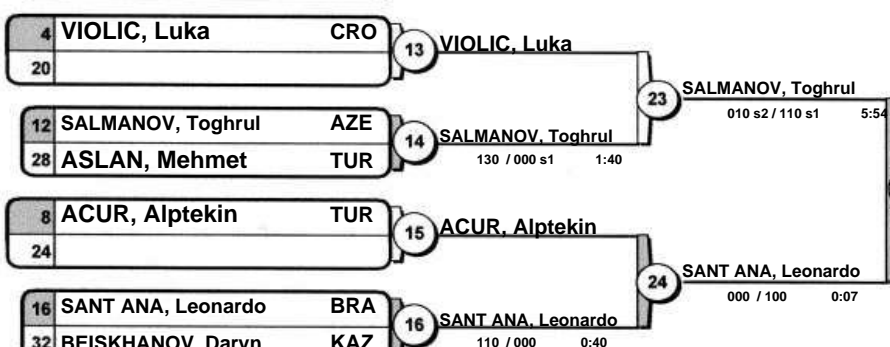 4 VIOLIC, Luka CRO
20
13 VIOLIC, Luka
12 SALMANOV, Toghrul AZE
28 ASLAN, Mehmet TUR
14 SALMANOV, Toghrul
130 / 000 s1 1:40
23 SALMANOV, Toghrul
010 s2 / 110 s1 5:54
8 ACUR, Alptekin TUR
24
15 ACUR, Alptekin
16 SANT ANA, Leonardo BRA
32 BEISKHANOV, Daryn KAZ
16 SANT ANA, Leonardo
110 / 000 0:40
24 SANT ANA, Leonardo
000 / 100 0:07